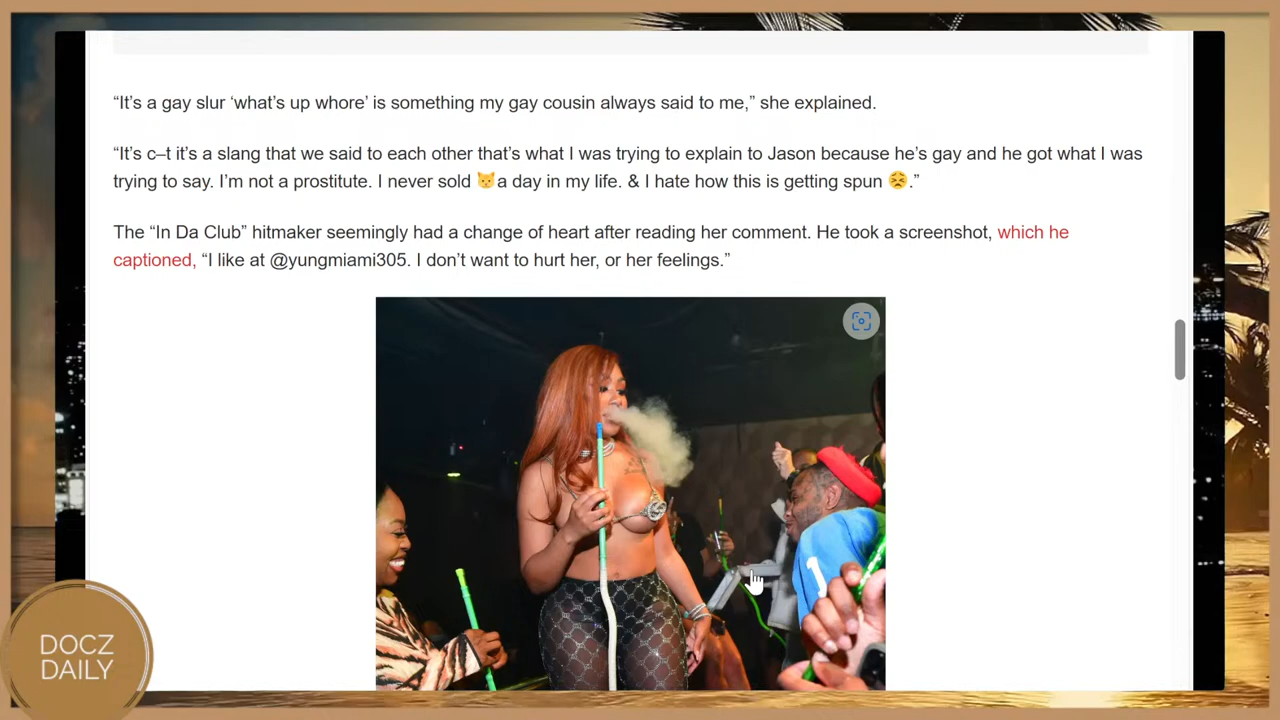 “It’s a gay slur ‘what’s up whore’ is something my gay cousin always said to me,” she explained.
“It’s c–t it’s a slang that we said to each other that’s what I was trying to explain to Jason because he’s gay and he got what I was
trying to say. I’m not a prostitute. I never sold 🐱a day in my life. & I hate how this is getting spun 😣.”
The “In Da Club” hitmaker seemingly had a change of heart after reading her comment. He took a screenshot, which he
captioned, “I like at @yungmiami305. I don’t want to hurt her, or her feelings.”
DOCZ
DAILY